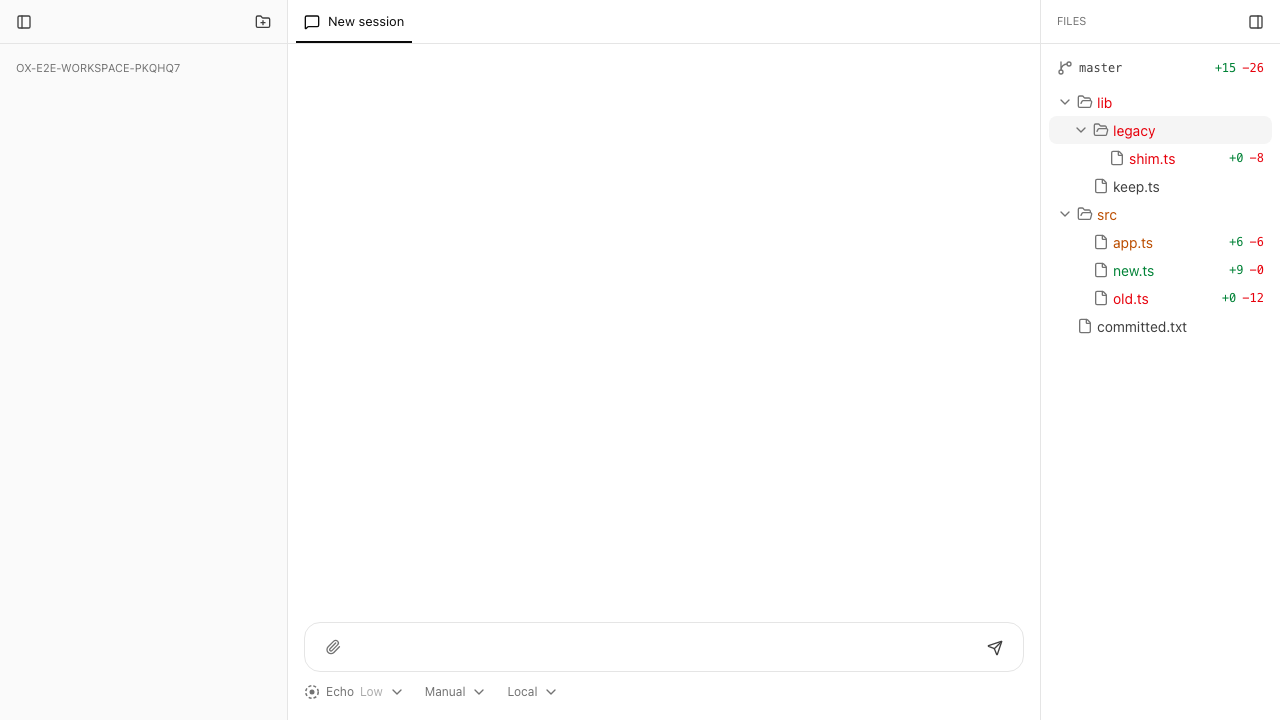 OX-E2E-WORKSPACE-PKQHQ7
New session
Echo Low
Manual
Local
FILES
master +15 −26
lib
legacy
shim.ts +0 −8
keep.ts
src
app.ts +6 −6
new.ts +9 −0
old.ts +0 −12
committed.txt